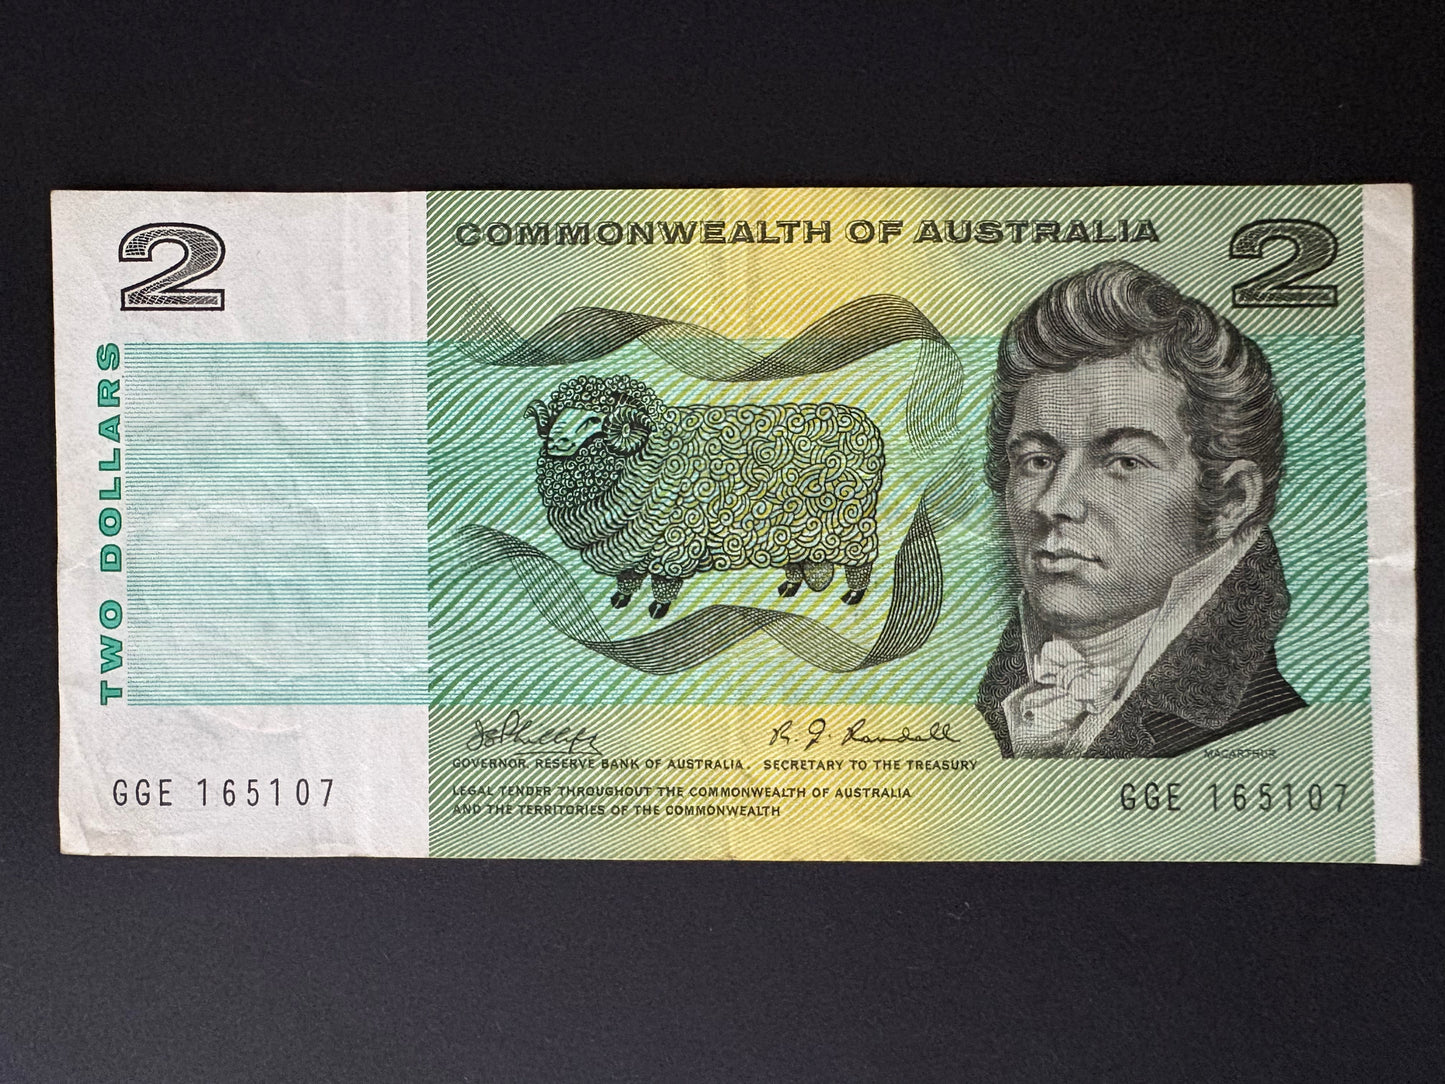 2
COMMONWEALTH OF AUSTRALIA
2
TWO DOLLARS
R. J. Randall
GOVERNOR, RESERVE BANK OF AUSTRALIA. SECRETARY TO THE TREASURY
MACARTHUR
LEGAL TENDER THROUGHOUT THE COMMONWEALTH OF AUSTRALIA
AND THE TERRITORIES OF THE COMMONWEALTH
GGE 165107
GGE 165107